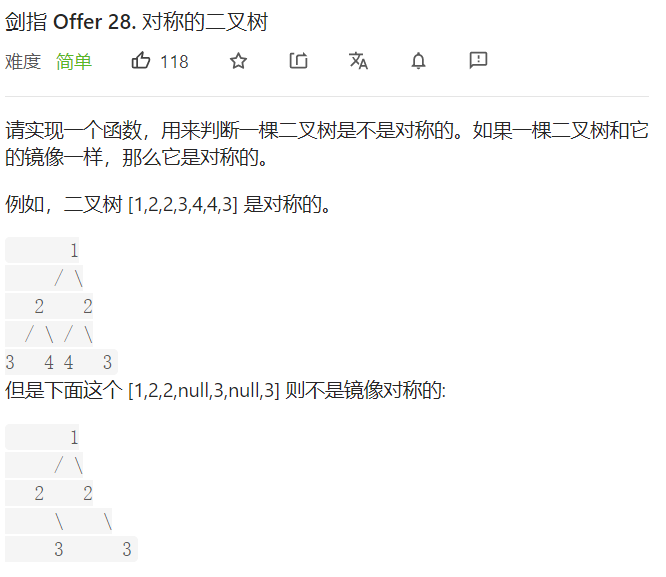 剑指 Offer 28. 对称的二叉树
难度 简单 118
请实现一个函数，用来判断一棵二叉树是不是对称的。如果一棵二叉树和它
的镜像一样，那么它是对称的。
例如，二叉树 [1,2,2,3,4,4,3] 是对称的。
1
/ \
2 2
/ \ / \
3 4 4 3
但是下面这个 [1,2,2,null,3,null,3] 则不是镜像对称的:
1
/ \
2 2
\ \
3 3